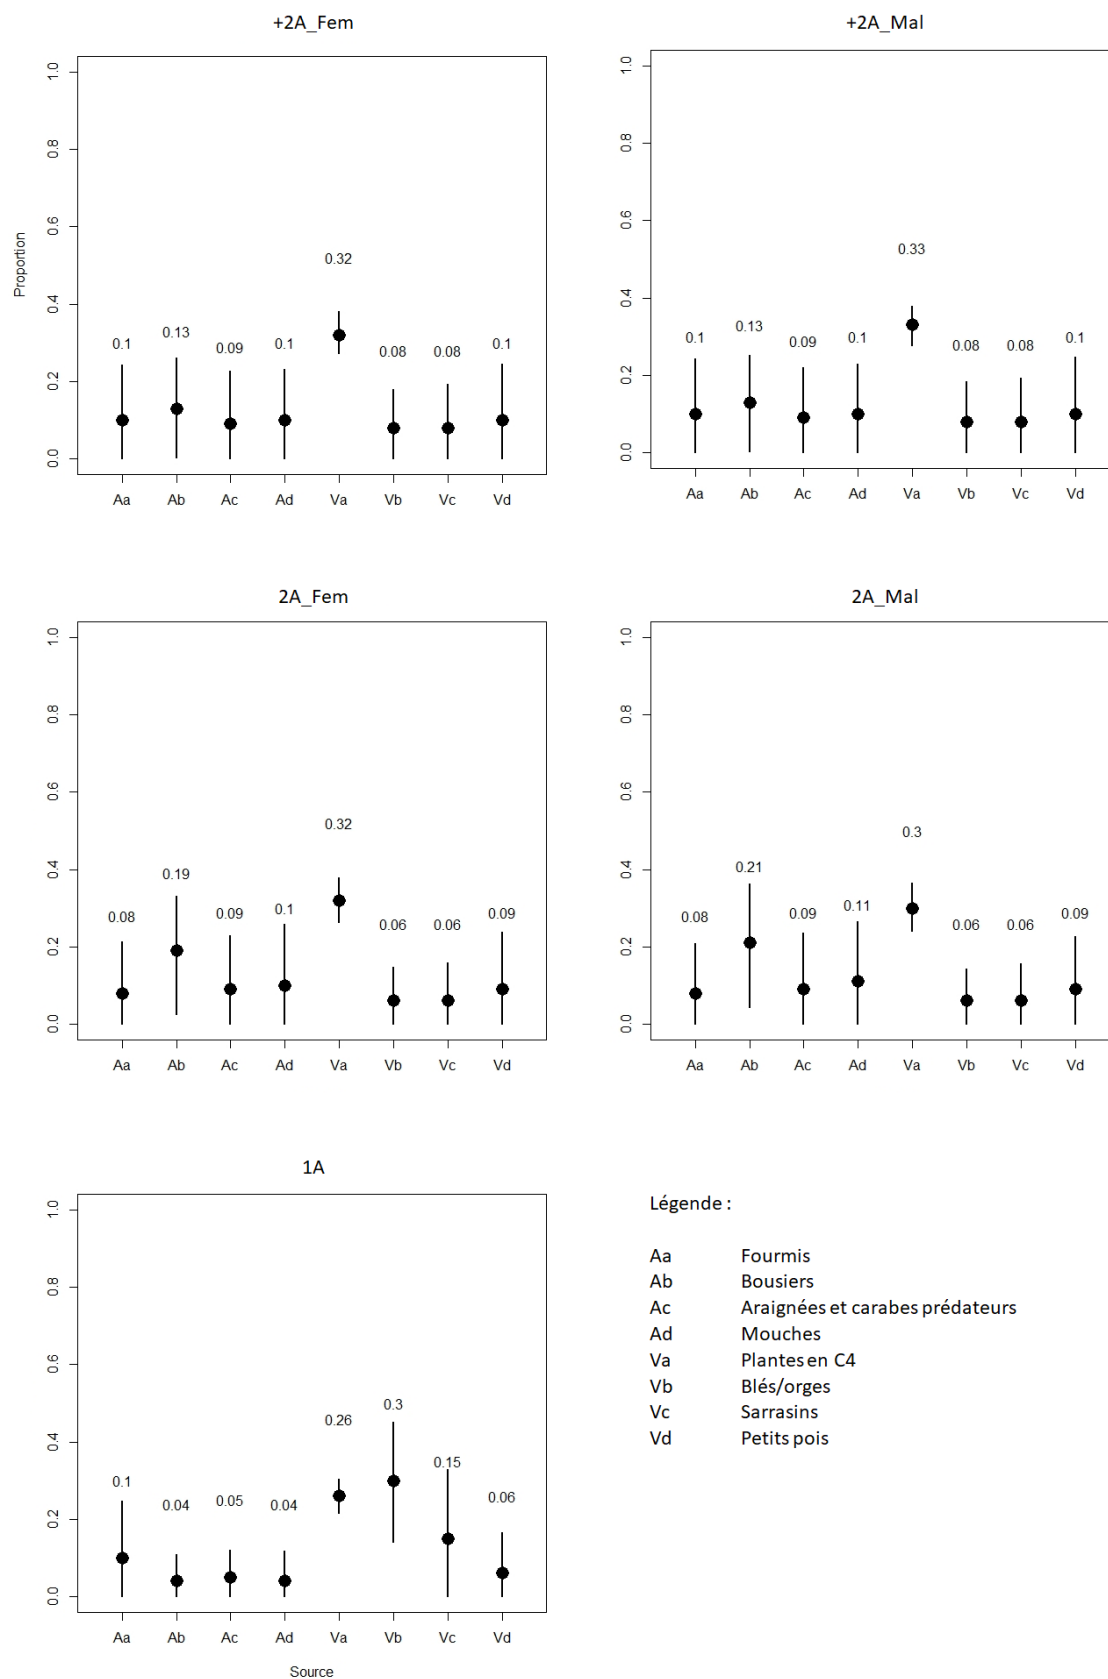 +2A_Fem
+2A_Mal
Proportion
0.0 0.2 0.4 0.6 0.8 1.0
0.1 0.13 0.09 0.1 0.32 0.08 0.08 0.1
Aa Ab Ac Ad Va Vb Vc Vd
0.0 0.2 0.4 0.6 0.8 1.0
0.1 0.13 0.09 0.1 0.33 0.08 0.08 0.1
Aa Ab Ac Ad Va Vb Vc Vd
2A_Fem
2A_Mal
0.0 0.2 0.4 0.6 0.8 1.0
0.08 0.19 0.09 0.1 0.32 0.06 0.06 0.09
Aa Ab Ac Ad Va Vb Vc Vd
0.0 0.2 0.4 0.6 0.8 1.0
0.08 0.21 0.09 0.11 0.3 0.06 0.06 0.09
Aa Ab Ac Ad Va Vb Vc Vd
1A
0.0 0.2 0.4 0.6 0.8 1.0
0.1 0.04 0.05 0.04 0.26 0.3 0.15 0.06
Aa Ab Ac Ad Va Vb Vc Vd
Source
Légende :
Aa Fourmis
Ab Bousiers
Ac Araignées et carabes prédateurs
Ad Mouches
Va Plantes en C4
Vb Blés/orges
Vc Sarrasins
Vd Petits pois